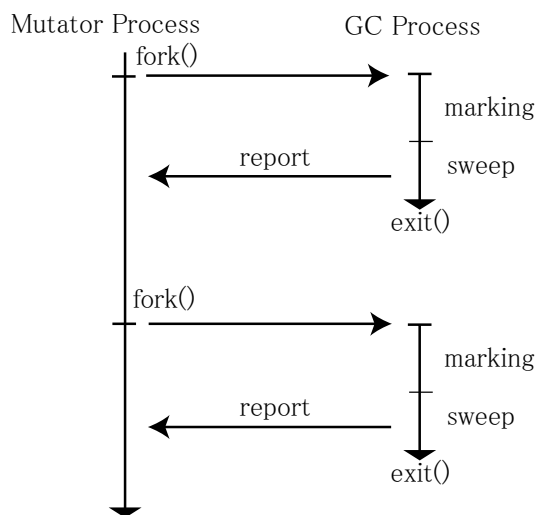 Mutator Process
GC Process
fork()
marking
report
sweep
exit()
fork()
marking
report
sweep
exit()